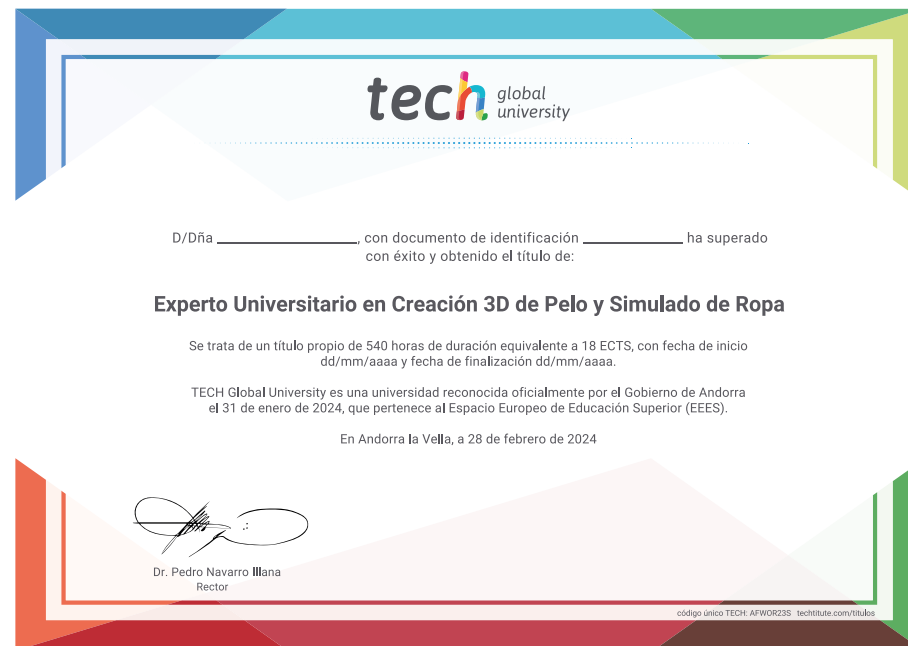 tech global university
D/Dña ____________________, con documento de identificación ______________ ha superado
con éxito y obtenido el título de:
Experto Universitario en Creación 3D de Pelo y Simulado de Ropa
Se trata de un título propio de 540 horas de duración equivalente a 18 ECTS, con fecha de inicio
dd/mm/aaaa y fecha de finalización dd/mm/aaaa.
TECH Global University es una universidad reconocida oficialmente por el Gobierno de Andorra
el 31 de enero de 2024, que pertenece al Espacio Europeo de Educación Superior (EEES).
En Andorra la Vella, a 28 de febrero de 2024
Dr. Pedro Navarro Illana
Rector
código único TECH: AFWOR23S techtitute.com/titulos